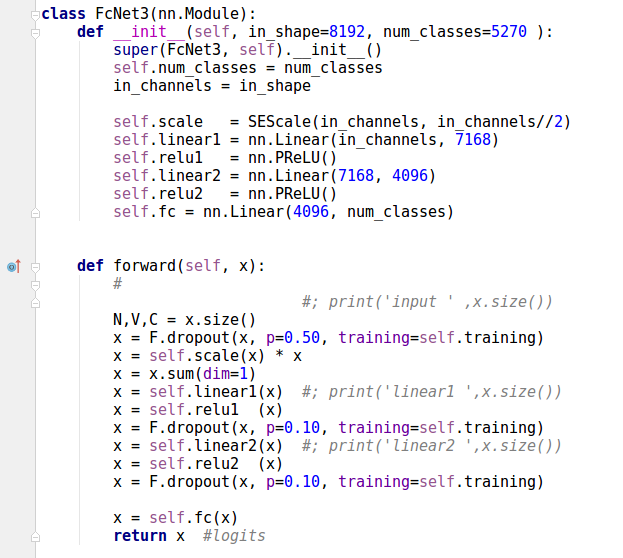 class FcNet3(nn.Module):
    def __init__(self, in_shape=8192, num_classes=5270 ):
        super(FcNet3, self).__init__()
        self.num_classes = num_classes
        in_channels = in_shape

        self.scale   = SEScale(in_channels, in_channels//2)
        self.linear1 = nn.Linear(in_channels, 7168)
        self.relu1   = nn.PReLU()
        self.linear2 = nn.Linear(7168, 4096)
        self.relu2   = nn.PReLU()
        self.fc = nn.Linear(4096, num_classes)


    def forward(self, x):
        #
                             #; print('input ' ,x.size())
        N,V,C = x.size()
        x = F.dropout(x, p=0.50, training=self.training)
        x = self.scale(x) * x
        x = x.sum(dim=1)
        x = self.linear1(x)  #; print('linear1 ',x.size())
        x = self.relu1  (x)
        x = F.dropout(x, p=0.10, training=self.training)
        x = self.linear2(x)  #; print('linear2 ',x.size())
        x = self.relu2  (x)
        x = F.dropout(x, p=0.10, training=self.training)

        x = self.fc(x)
        return x  #logits